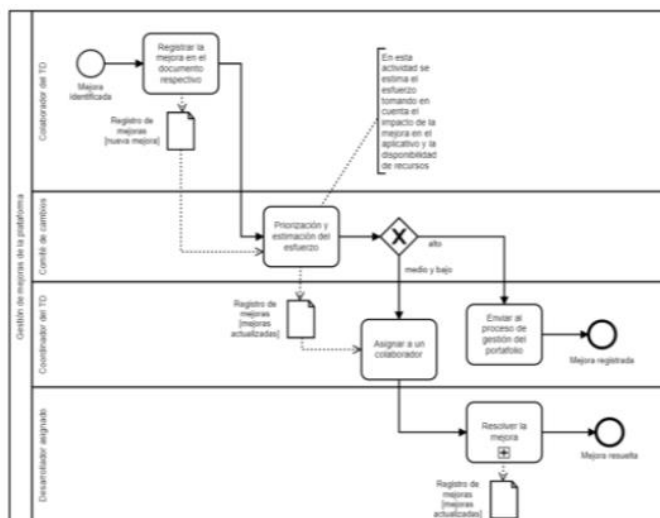 Gestión de mejoras de la plataforma
Colaborador del TD
Mejora
identificada
Registrar la
mejora en el
documento
respectivo
Registro de
mejoras
[nueva mejora]
En esta
actividad se
estima el
esfuerzo
tomando en
cuenta el
impacto de la
mejora en el
aplicativo y la
disponibilidad
de recursos
Comité de cambios
Priorización y
estimación del
esfuerzo
alto
medio y bajo
Coordinador del TD
Registro de
mejoras
[mejoras
actualizadas]
Asignar a un
colaborador
Enviar al
proceso de
gestión del
portafolio
Mejora registrada
Desarrollador asignado
Resolver la
mejora
Mejora resuelta
Registro de
mejoras
[mejoras
actualizadas]